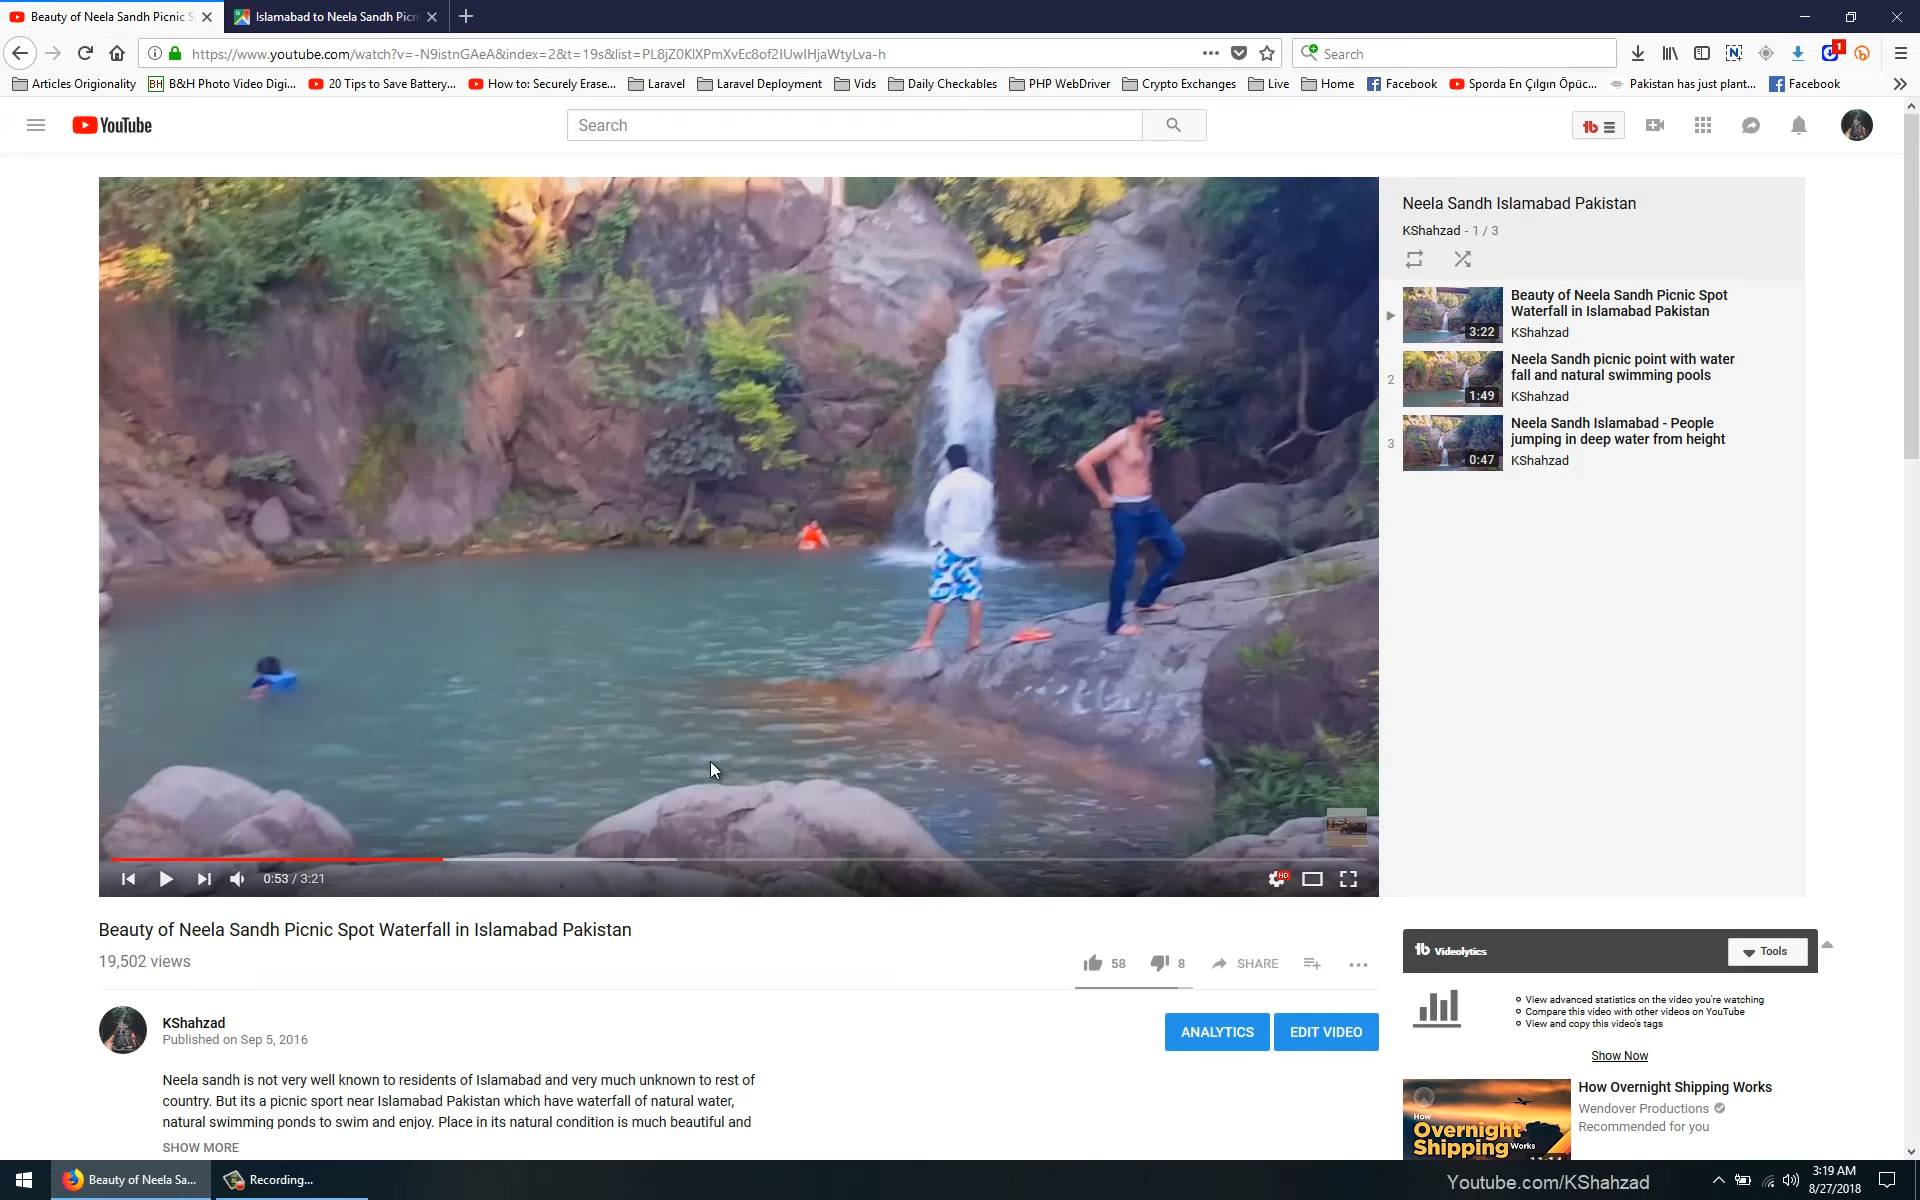 Beauty of Neela Sandh Picnic S
Islamabad to Neela Sandh Picn
https://www.youtube.com/watch?v=-N9istnGAeA&index=2&t=19s&list=PL8jZ0KlXPmXvEc8of2IUwIHjaWtyLva-h
Search
1
Articles Origionality
BH B&H Photo Video Digi...
20 Tips to Save Battery...
How to: Securely Erase...
Laravel
Laravel Deployment
Vids
Daily Checkables
PHP WebDriver
Crypto Exchanges
Live
Home
Facebook
Sporda En Çılgın Öpüc...
Pakistan has just plant...
Facebook
YouTube
Search
tb
Neela Sandh Islamabad Pakistan
KShahzad - 1 / 3
Beauty of Neela Sandh Picnic Spot
Waterfall in Islamabad Pakistan
KShahzad
3:22
2
Neela Sandh picnic point with water
fall and natural swimming pools
KShahzad
1:49
3
Neela Sandh Islamabad - People
jumping in deep water from height
KShahzad
0:47
0:53 / 3:21
HD
Beauty of Neela Sandh Picnic Spot Waterfall in Islamabad Pakistan
19,502 views
58
8
SHARE
KShahzad
Published on Sep 5, 2016
ANALYTICS
EDIT VIDEO
Neela sandh is not very well known to residents of Islamabad and very much unknown to rest of
country. But its a picnic sport near Islamabad Pakistan which have waterfall of natural water,
natural swimming ponds to swim and enjoy. Place in its natural condition is much beautiful and
SHOW MORE
tb Videolytics
Tools
View advanced statistics on the video you're watching
Compare this video with other videos on YouTube
View and copy this video's tags
Show Now
How
Overnight
Shipping Works
11:14
How Overnight Shipping Works
Wendover Productions
Recommended for you
Beauty of Neela Sa...
Recording...
Youtube.com/KShahzad
3:19 AM
8/27/2018